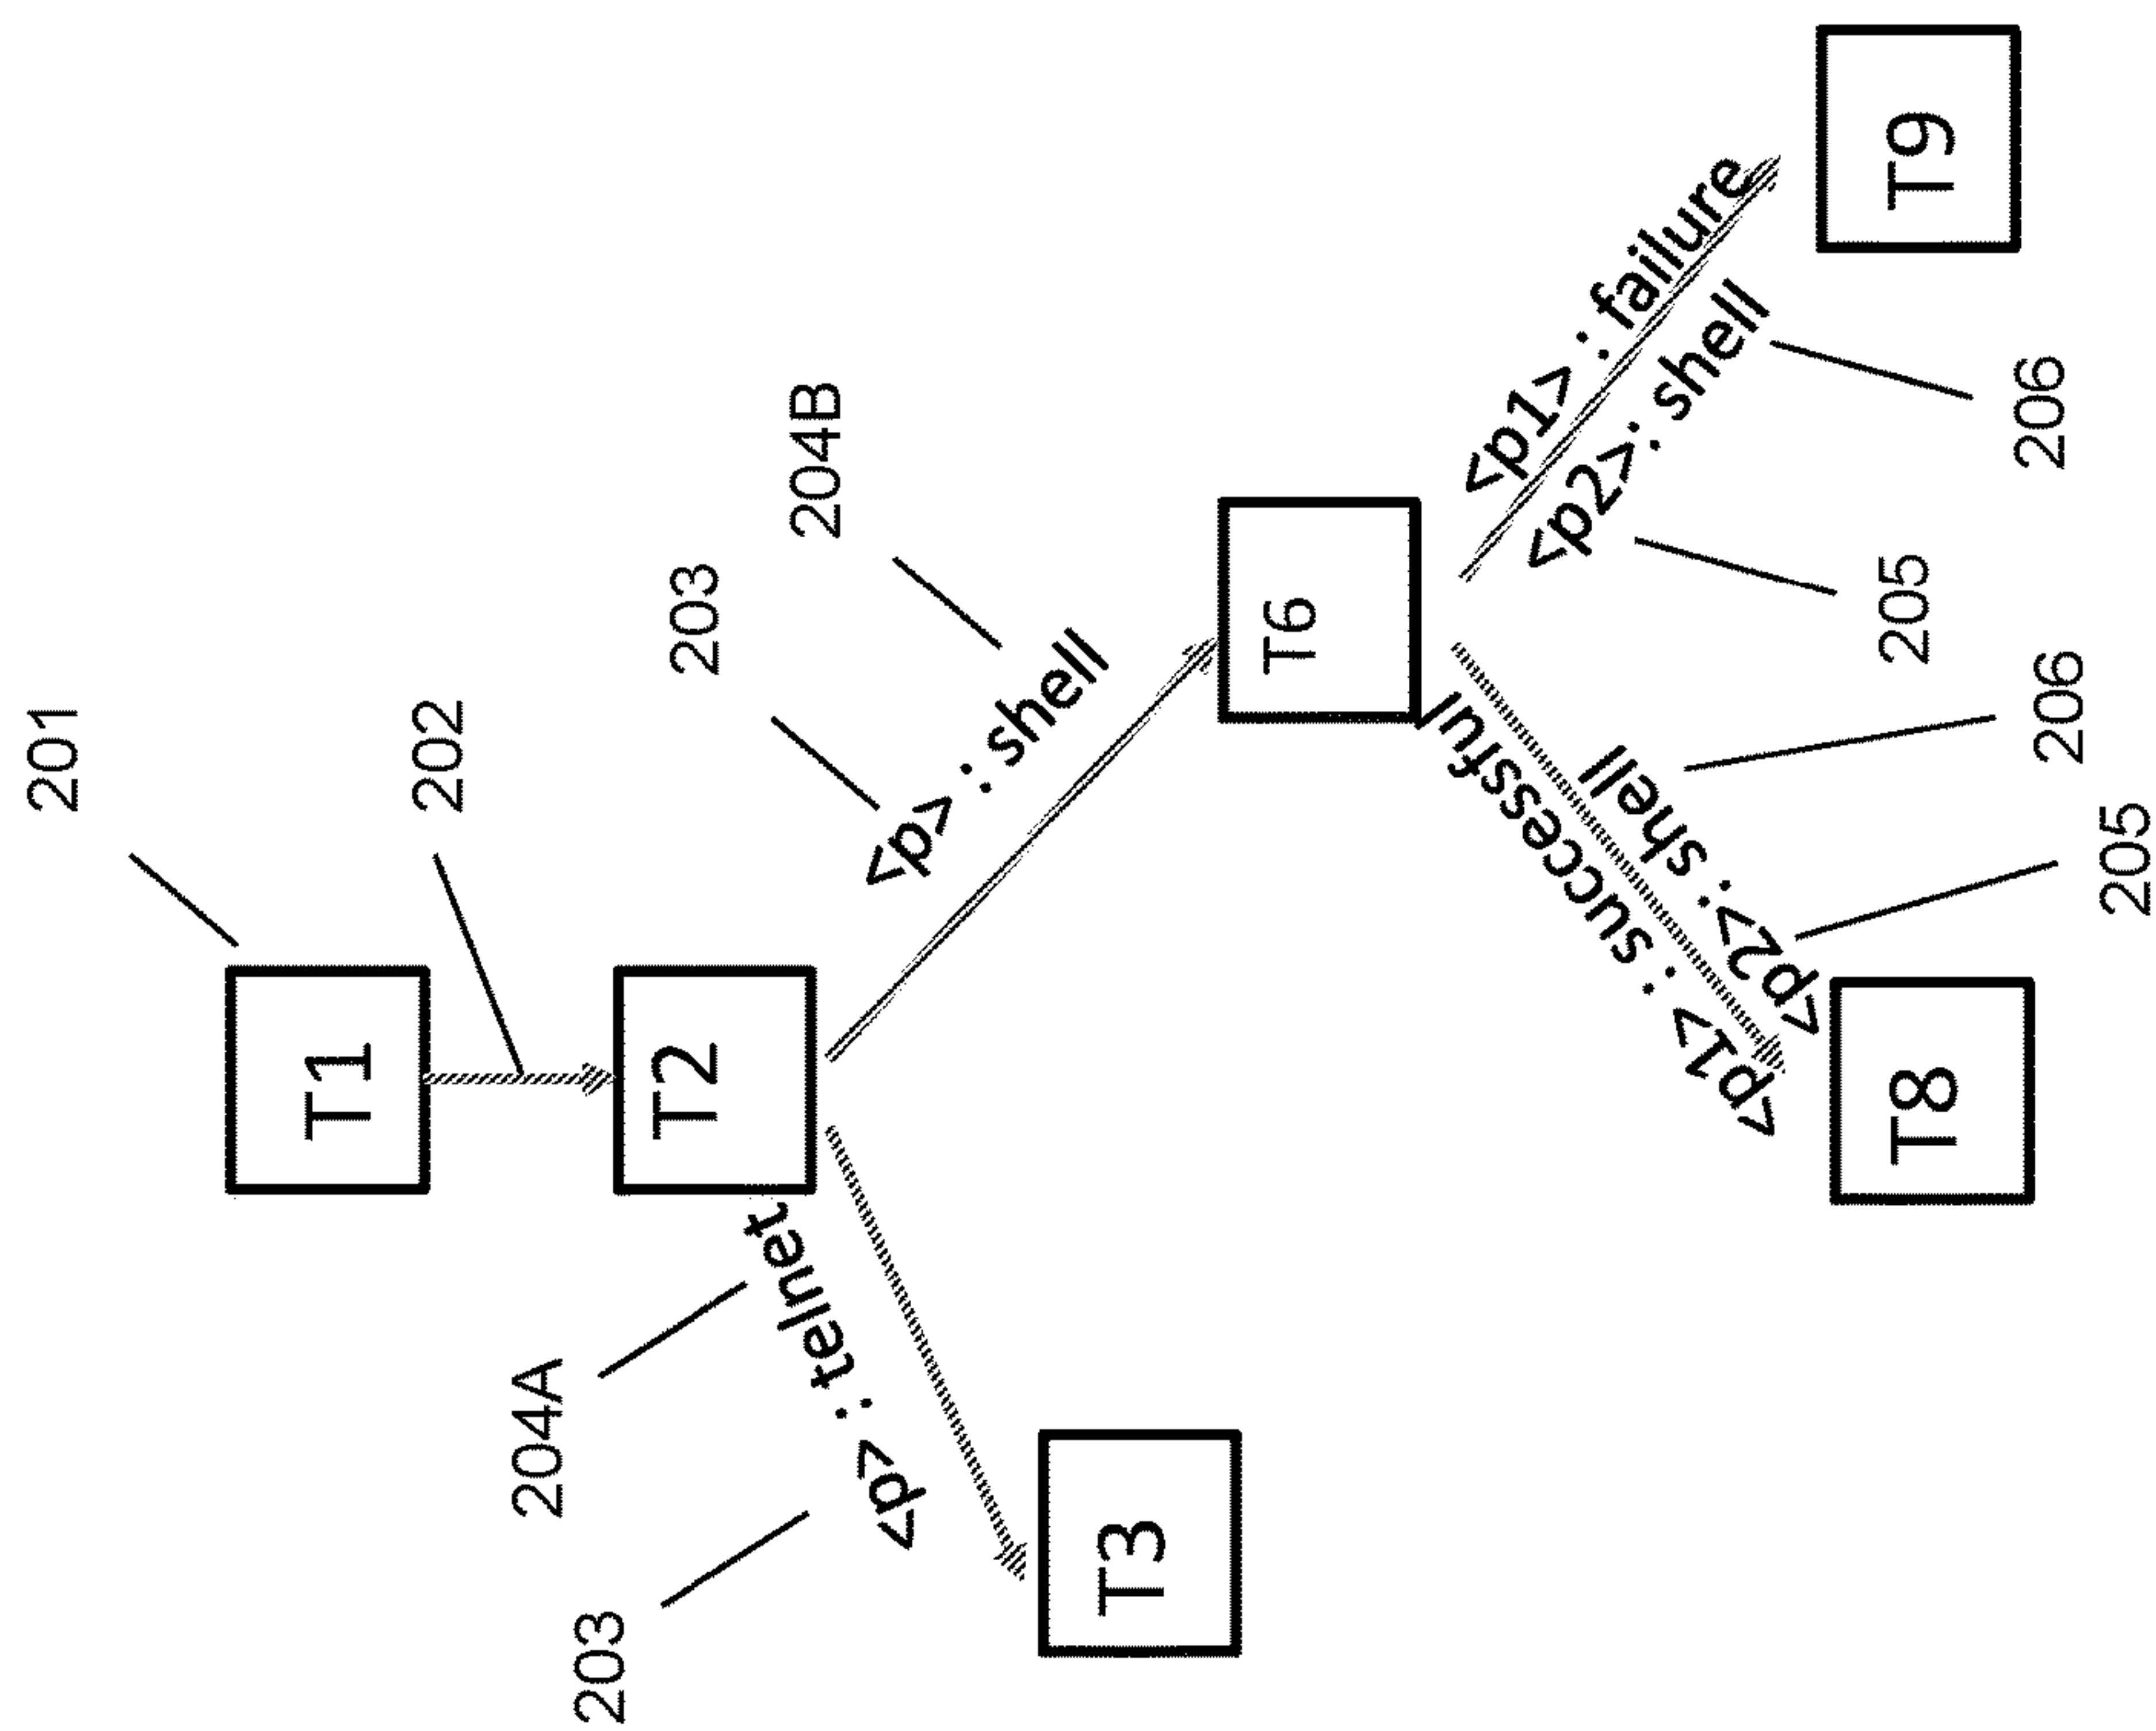 201
T1
202
T2
204A
203
<p> : telnet
203
204B
<p> : shell
T3
T6
<p1> : successful
<p2>: shell
206
205
<p1> : failure
<p2>: shell
205
206
T8
T9